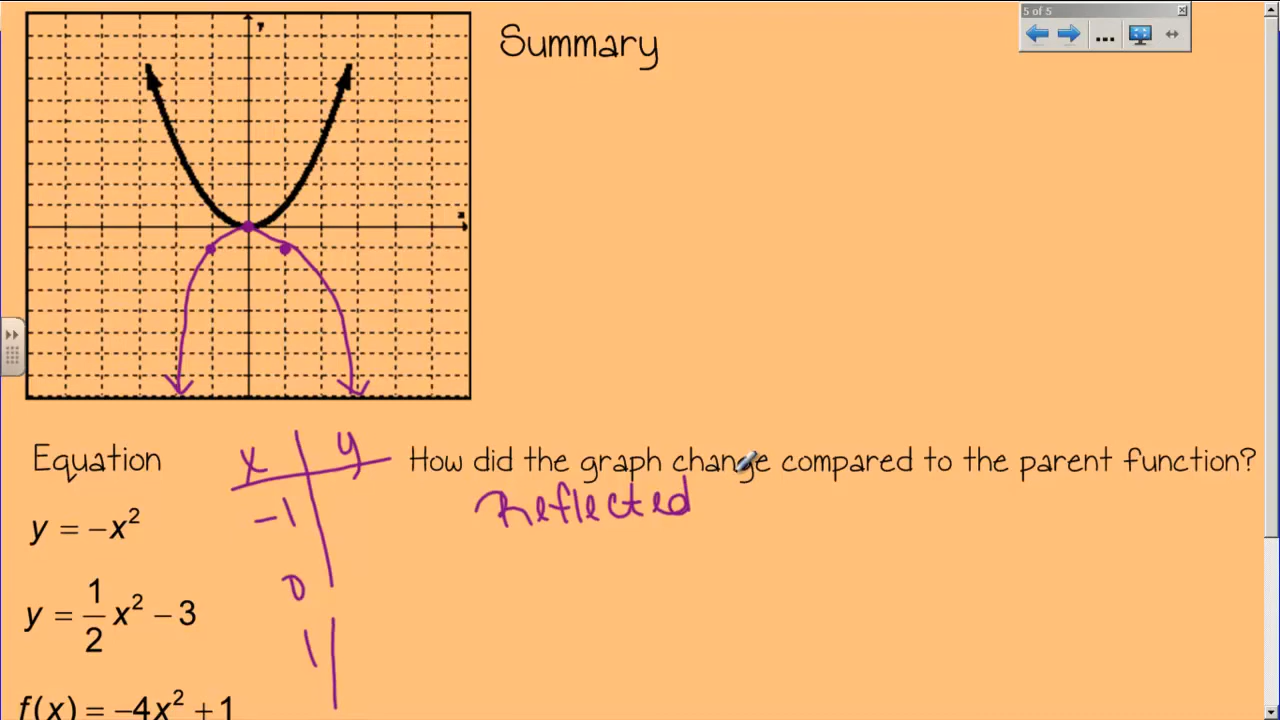 5 of 5
Summary
y
x
Equation
x y
How did the graph change compared to the parent function?
Reflected
-1
y = -x²
0
y = 1/2 x² - 3
1
f(x) = -4x² + 1